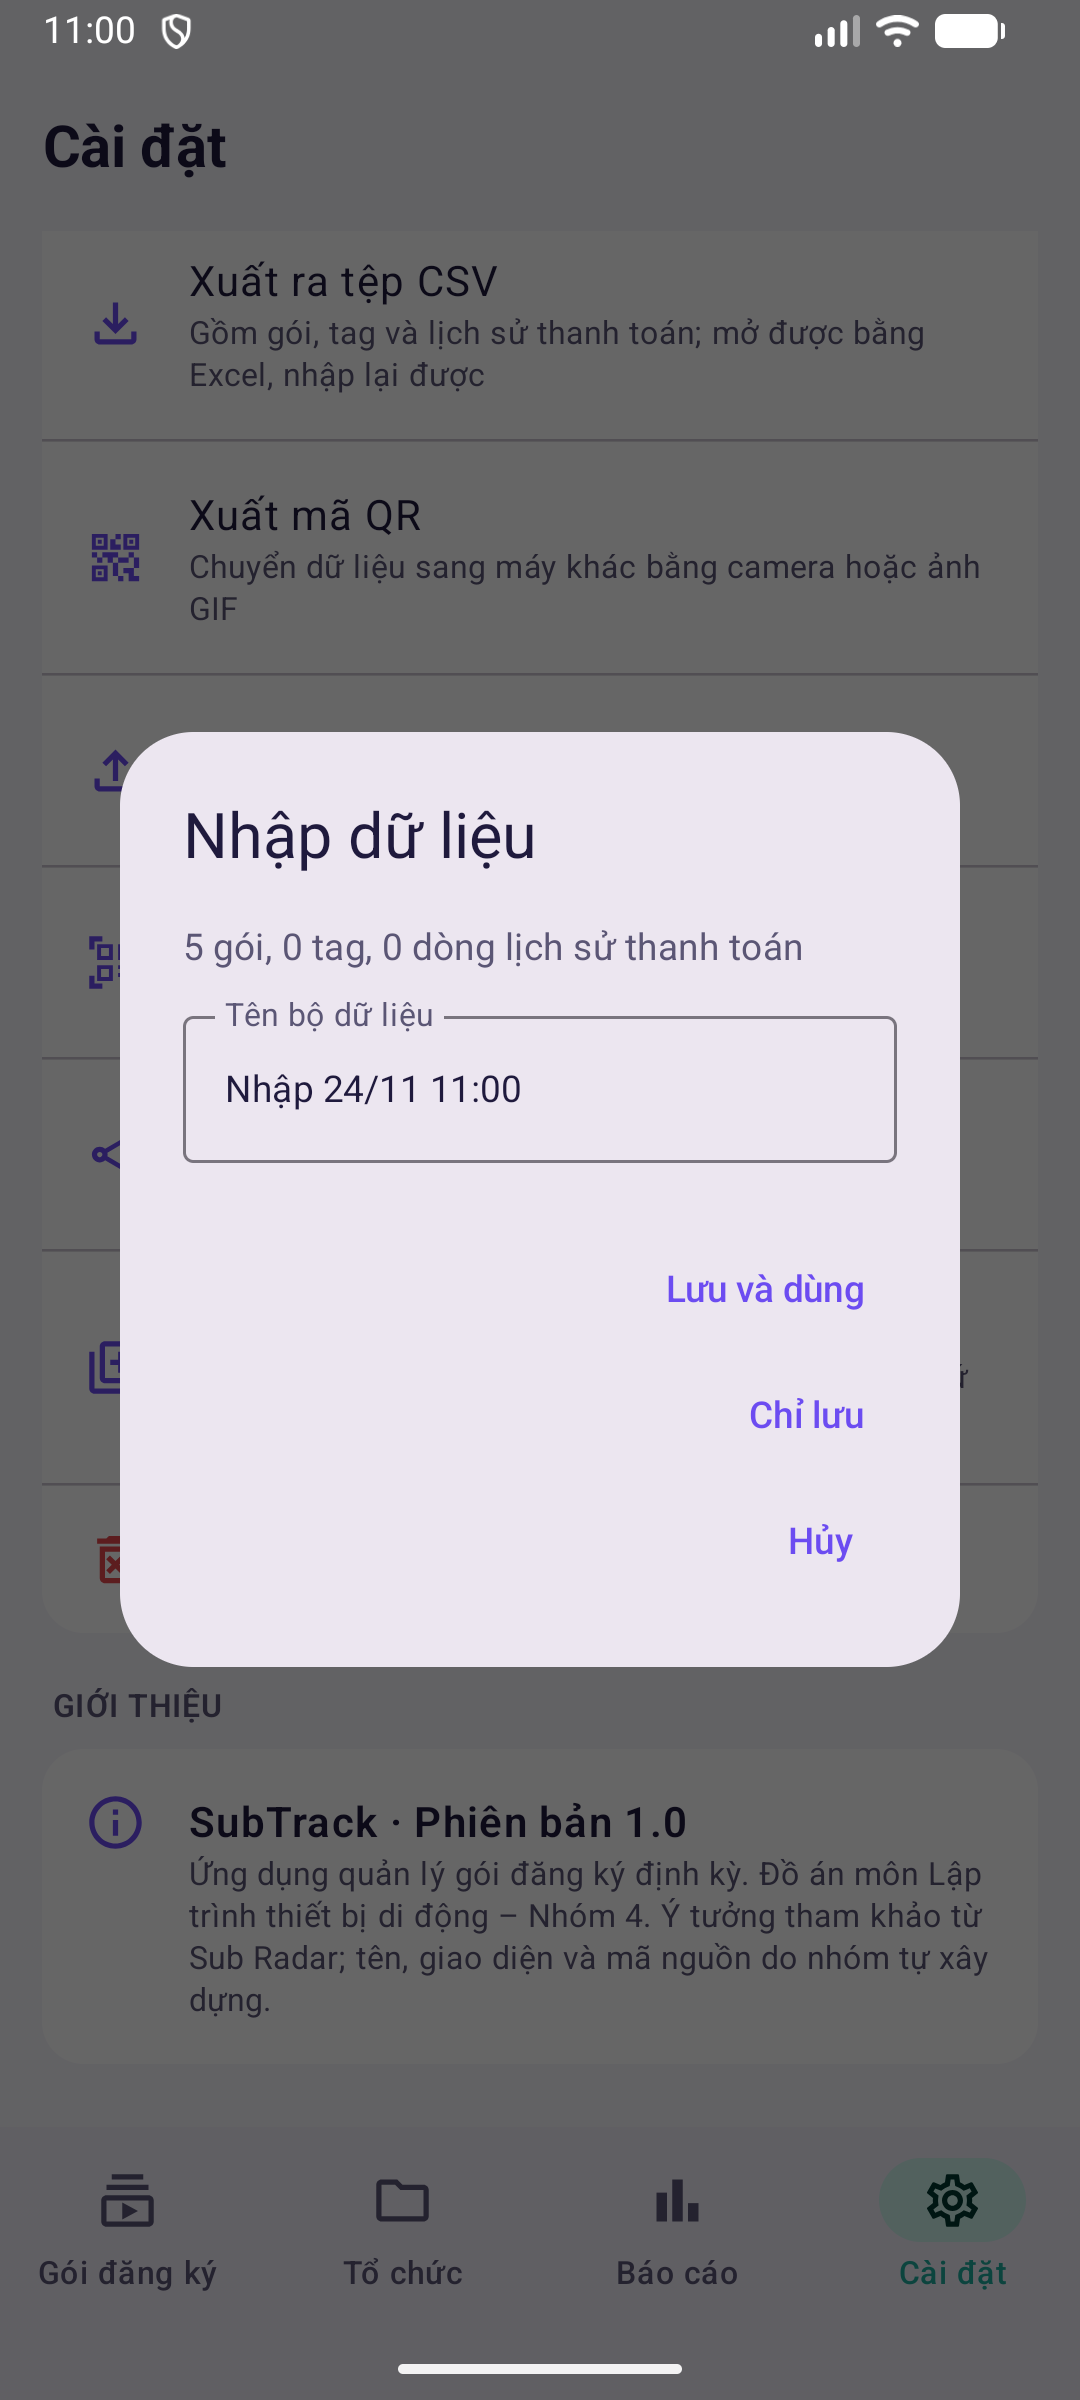 11:00
Cài đặt
Xuất ra tệp CSV
Gồm gói, tag và lịch sử thanh toán; mở được bằng
Excel, nhập lại được
Xuất mã QR
Chuyển dữ liệu sang máy khác bằng camera hoặc ảnh
GIF
Nhập dữ liệu
5 gói, 0 tag, 0 dòng lịch sử thanh toán
Tên bộ dữ liệu
Nhập 24/11 11:00
Lưu và dùng
Chỉ lưu
Hủy
GIỚI THIỆU
SubTrack · Phiên bản 1.0
Ứng dụng quản lý gói đăng ký định kỳ. Đồ án môn Lập
trình thiết bị di động – Nhóm 4. Ý tưởng tham khảo từ
Sub Radar; tên, giao diện và mã nguồn do nhóm tự xây
dựng.
Gói đăng ký
Tổ chức
Báo cáo
Cài đặt